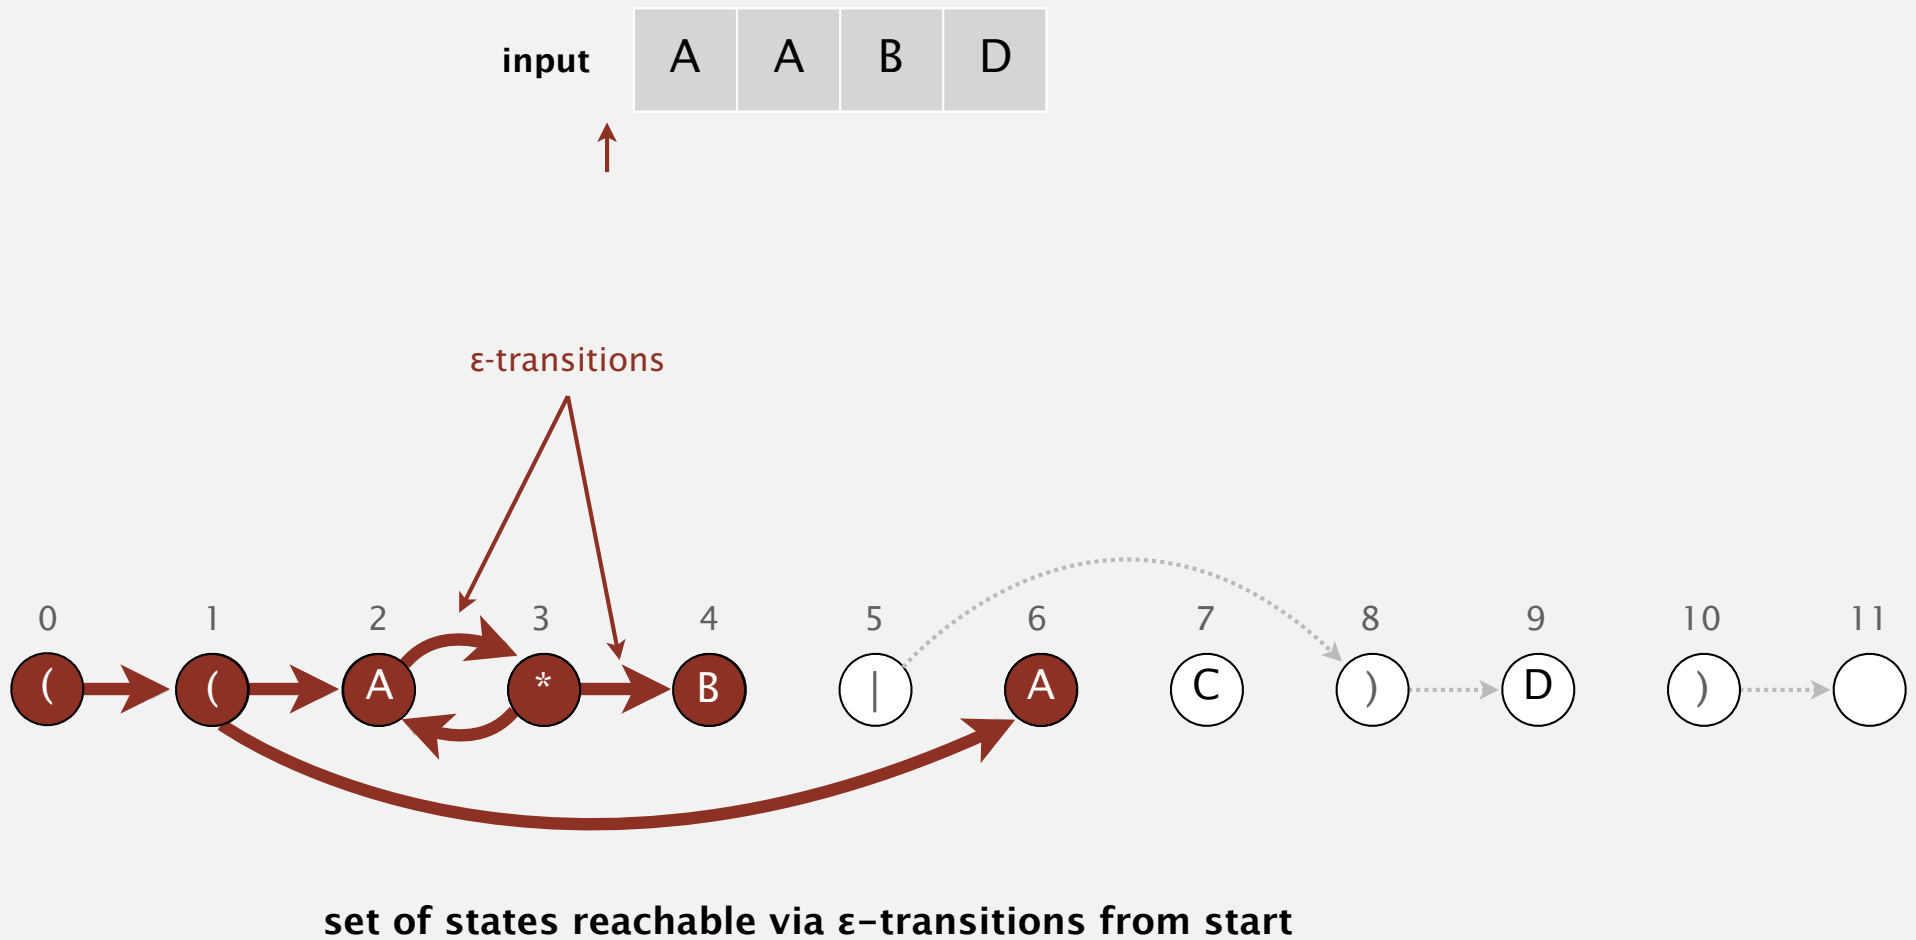 input A A B D
ε-transitions
0 1 2 3 4 5 6 7 8 9 10 11
( ( A * B | A C ) D )
set of states reachable via ε-transitions from start